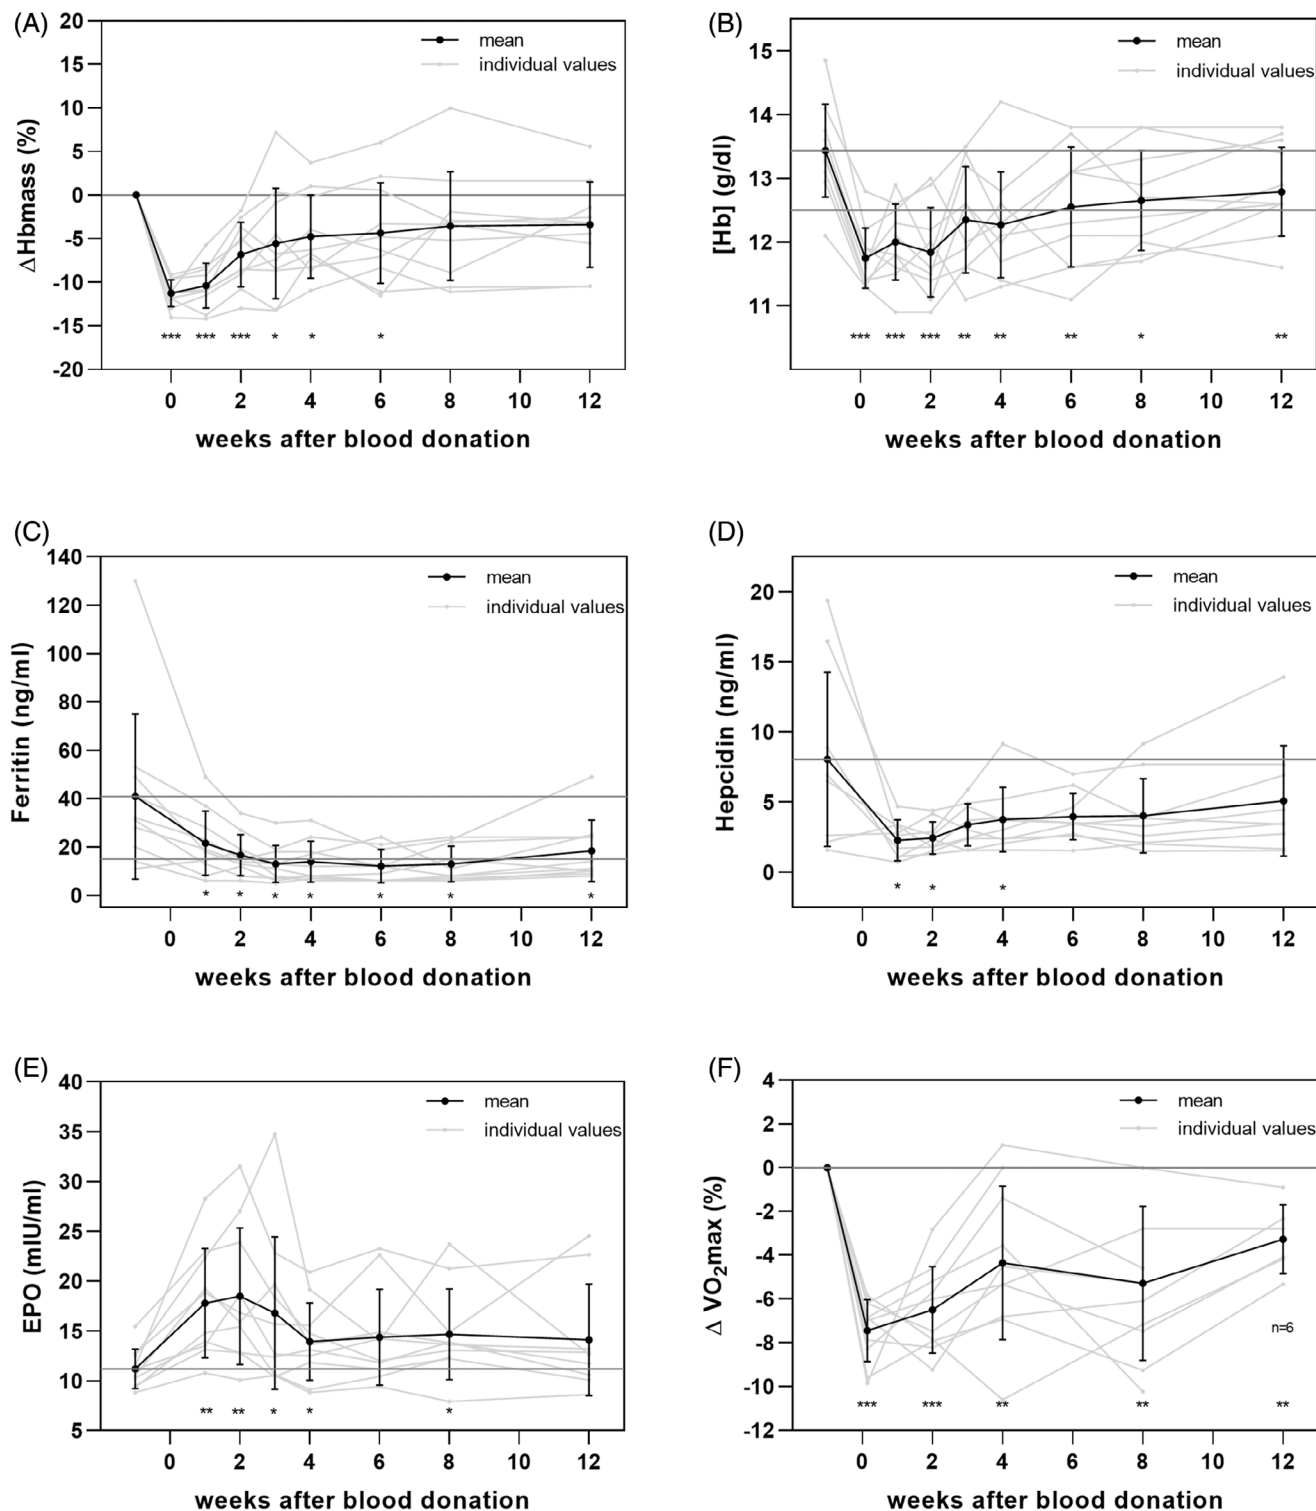 (A)
20
15
10
5
0
-5
-10
-15
-20
ΔHbmass (%)
mean
individual values
*** *** *** * * *
0 2 4 6 8 10 12
weeks after blood donation
(B)
15
14
13
12
11
[Hb] (g/dl)
mean
individual values
*** *** *** ** ** ** * **
0 2 4 6 8 10 12
weeks after blood donation
(C)
140
120
100
80
60
40
20
0
Ferritin (ng/ml)
mean
individual values
* * * * * * *
0 2 4 6 8 10 12
weeks after blood donation
(D)
20
15
10
5
0
Hepcidin (ng/ml)
mean
individual values
* * *
0 2 4 6 8 10 12
weeks after blood donation
(E)
40
35
30
25
20
15
10
5
EPO (mIU/ml)
mean
individual values
** ** * * *
0 2 4 6 8 10 12
weeks after blood donation
(F)
4
2
0
-2
-4
-6
-8
-10
-12
Δ VO2max (%)
mean
individual values
n=6
*** *** ** ** **
0 2 4 6 8 10 12
weeks after blood donation